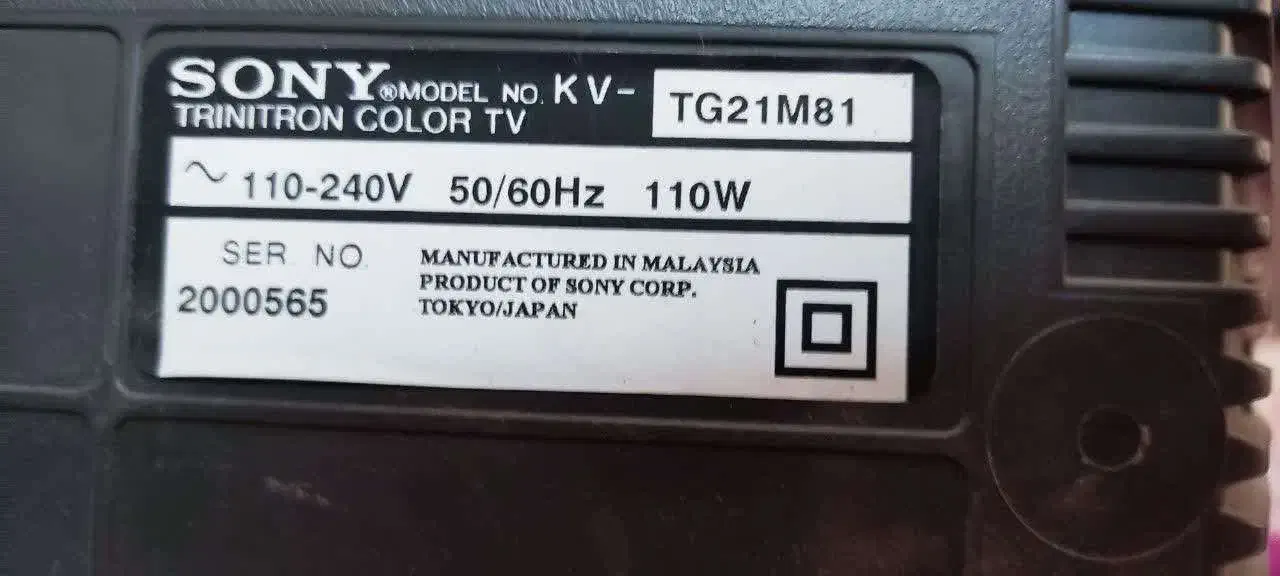 SONY® MODEL NO. KV- TG21M81
TRINITRON COLOR TV
~ 110-240V 50/60Hz 110W
SER NO.
2000565
MANUFACTURED IN MALAYSIA
PRODUCT OF SONY CORP.
TOKYO/JAPAN